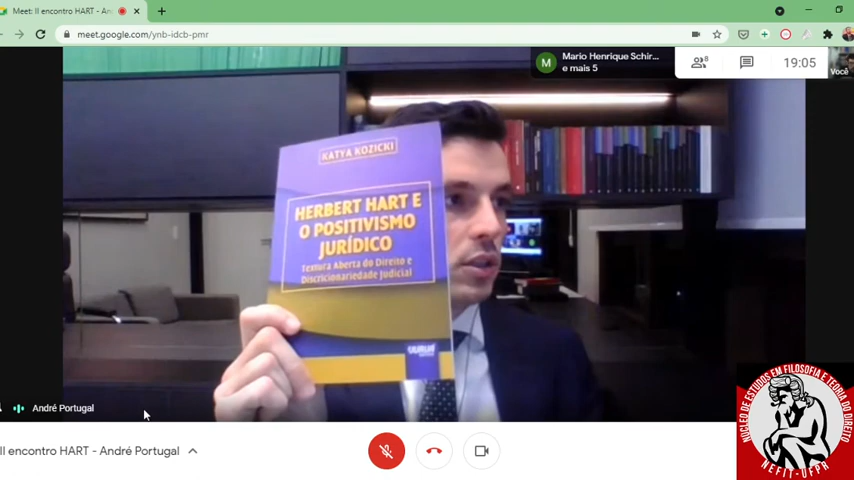 Meet: II encontro HART - An
meet.google.com/ynb-idcb-pmr
Mario Henrique Schir...
e mais 5
M
8
19:05
Você
KATYA KOZICKI
HERBERT HART E
O POSITIVISMO
JURÍDICO
Textura Aberta do Direito e
Discricionariedade Judicial
JURUÁ
André Portugal
II encontro HART - André Portugal
NÚCLEO DE ESTUDOS EM FILOSOFIA E TEORIA DO DIREITO
NEFIT-UFPR